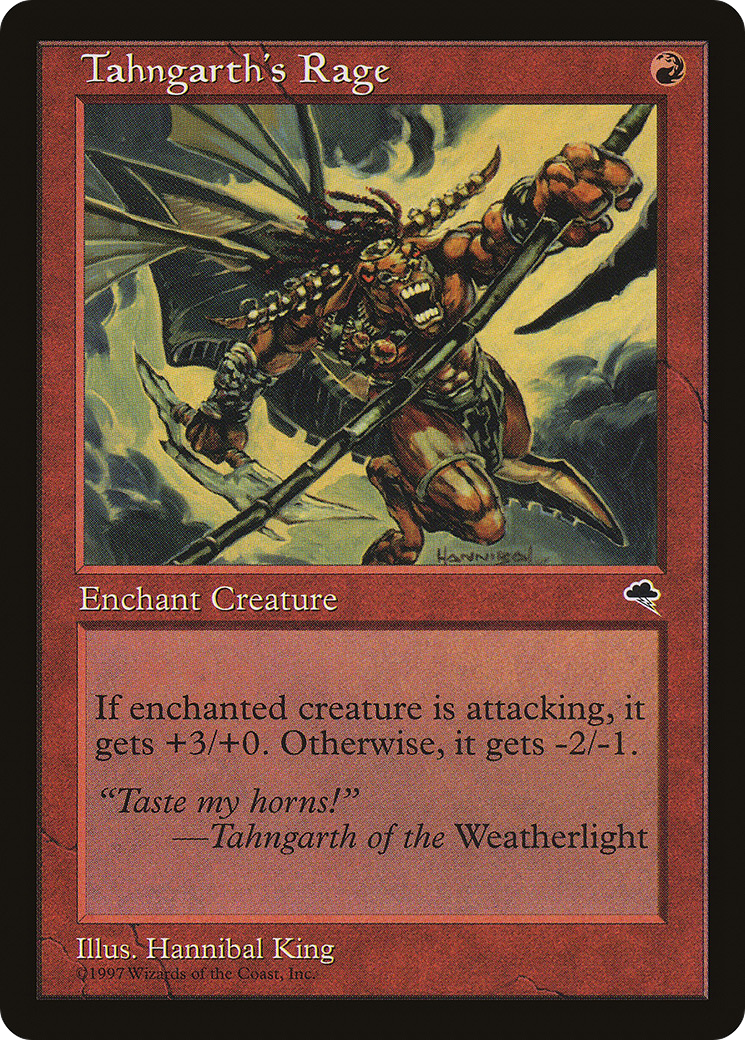 Tahngarth's Rage
HANNIBAL
Enchant Creature
If enchanted creature is attacking, it
gets +3/+0. Otherwise, it gets -2/-1.
“Taste my horns!”
—Tahngarth of the Weatherlight
Illus. Hannibal King
©1997 Wizards of the Coast, Inc.